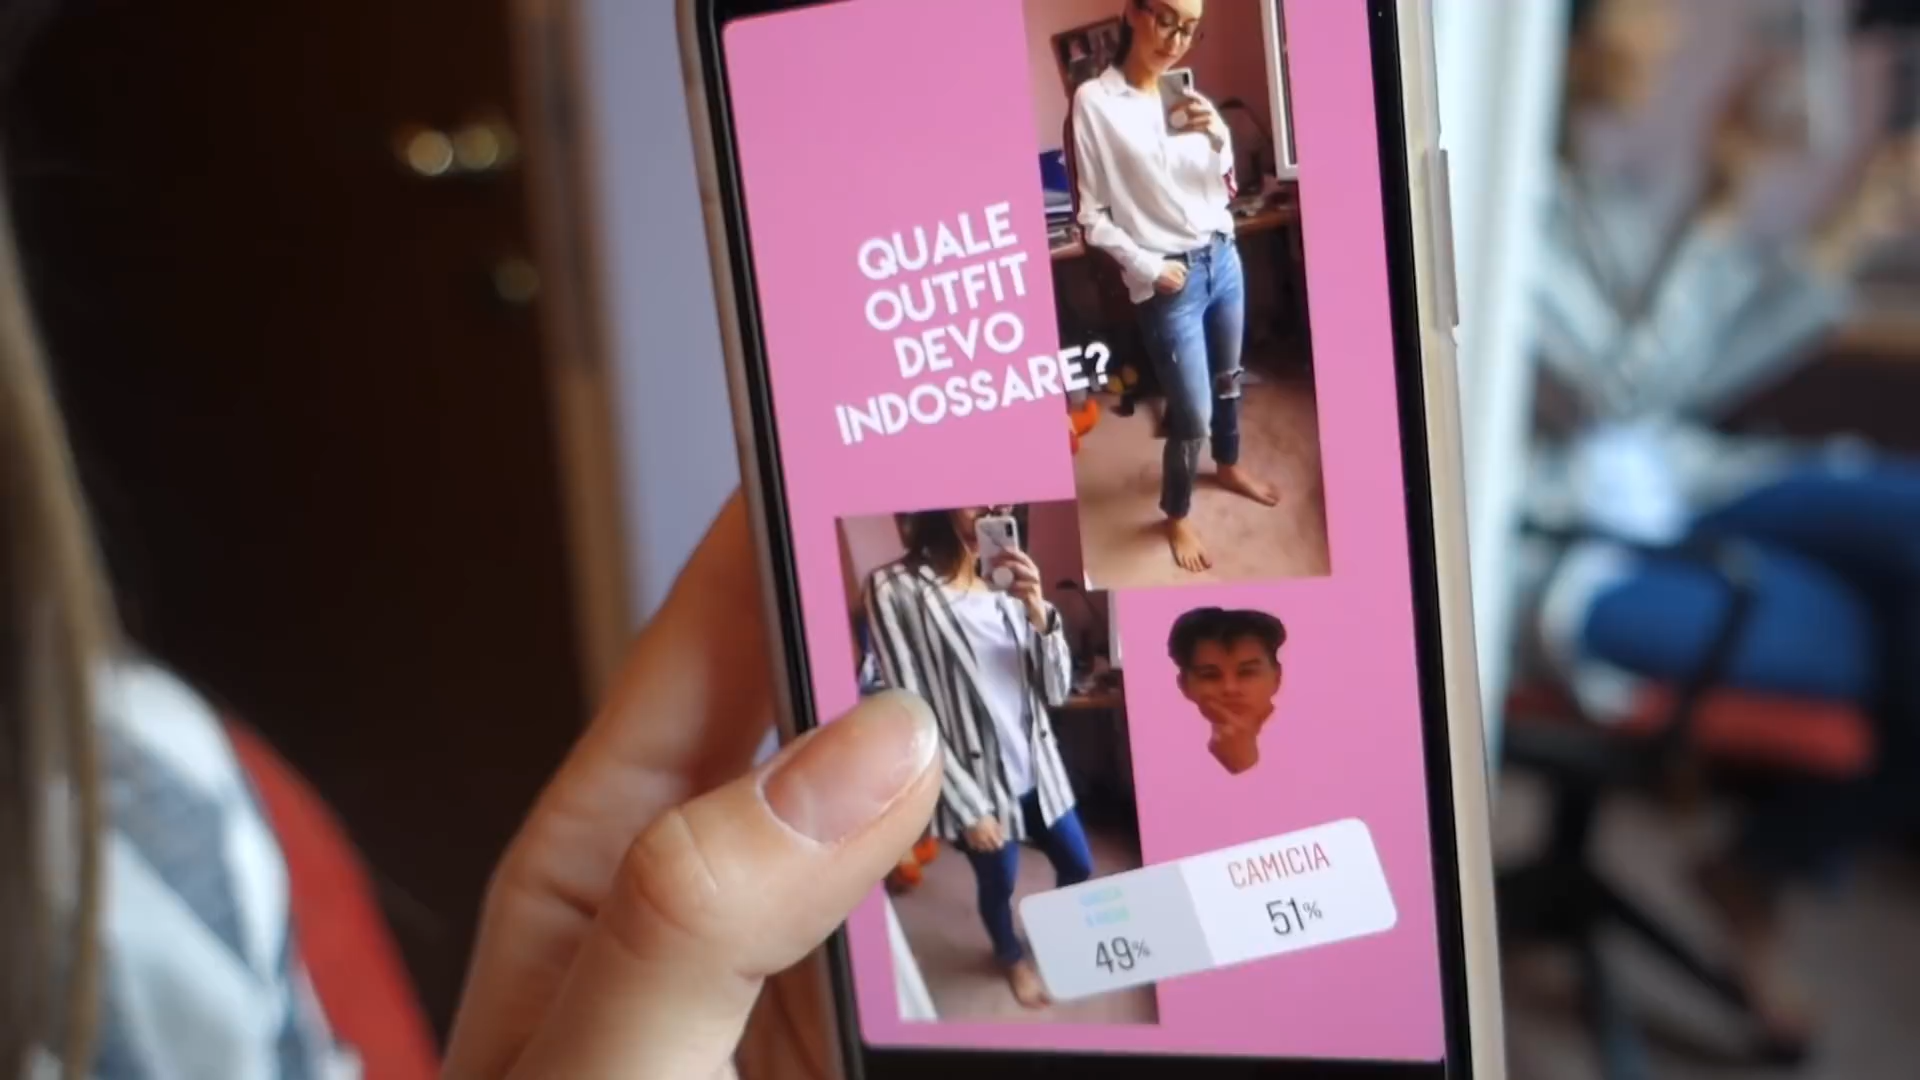 QUALE
OUTFIT
DEVO
INDOSSARE?
CAMICIA
51%
49%